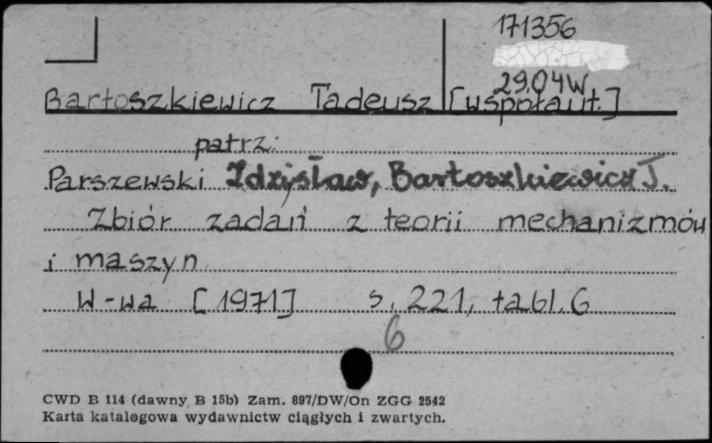 171356
29.04W
Bartoszkiewicz Tadeusz [współaut.]
patrz:
Parszewski Zdzisław, Bartoszkiewicz T.
Zbiór zadań z teorii mechanizmów
i maszyn.
W-wa [1971] s. 221, tabl. 6
6
CWD B 114 (dawny B 15b) Zam. 897/DW/On ZGG 2542
Karta katalogowa wydawnictw ciągłych i zwartych.